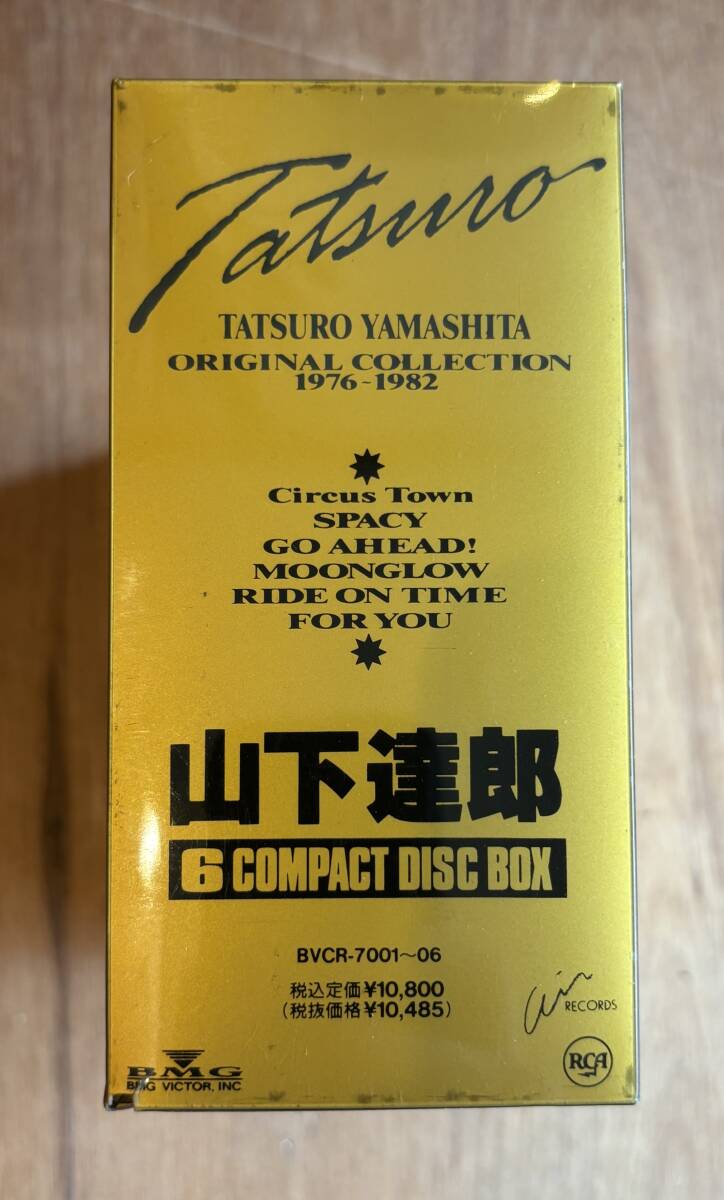 Tatsuro
TATSURO YAMASHITA
ORIGINAL COLLECTION
1976-1982
Circus Town
SPACY
GO AHEAD!
MOONGLOW
RIDE ON TIME
FOR YOU
山下達郎
6 COMPACT DISC BOX
BVCR-7001～06
税込定価¥10,800
(税抜価格¥10,485)
air
RECORDS
BMG
BMG VICTOR, INC
RCA